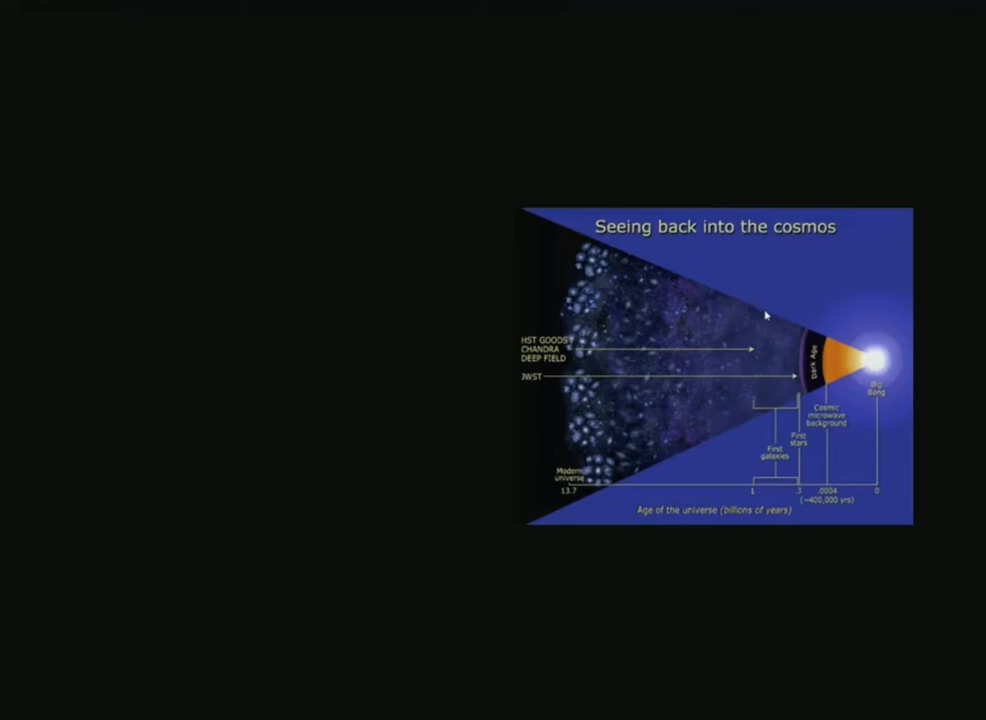 Seeing back into the cosmos
HST GOODS
CHANDRA
DEEP FIELD
JWST
Dark Age
Big
Bang
Cosmic
microwave
background
First
stars
First
galaxies
Modern
universe
13.7
1
.3
.0004
0
(~400,000 yrs)
Age of the universe (billions of years)